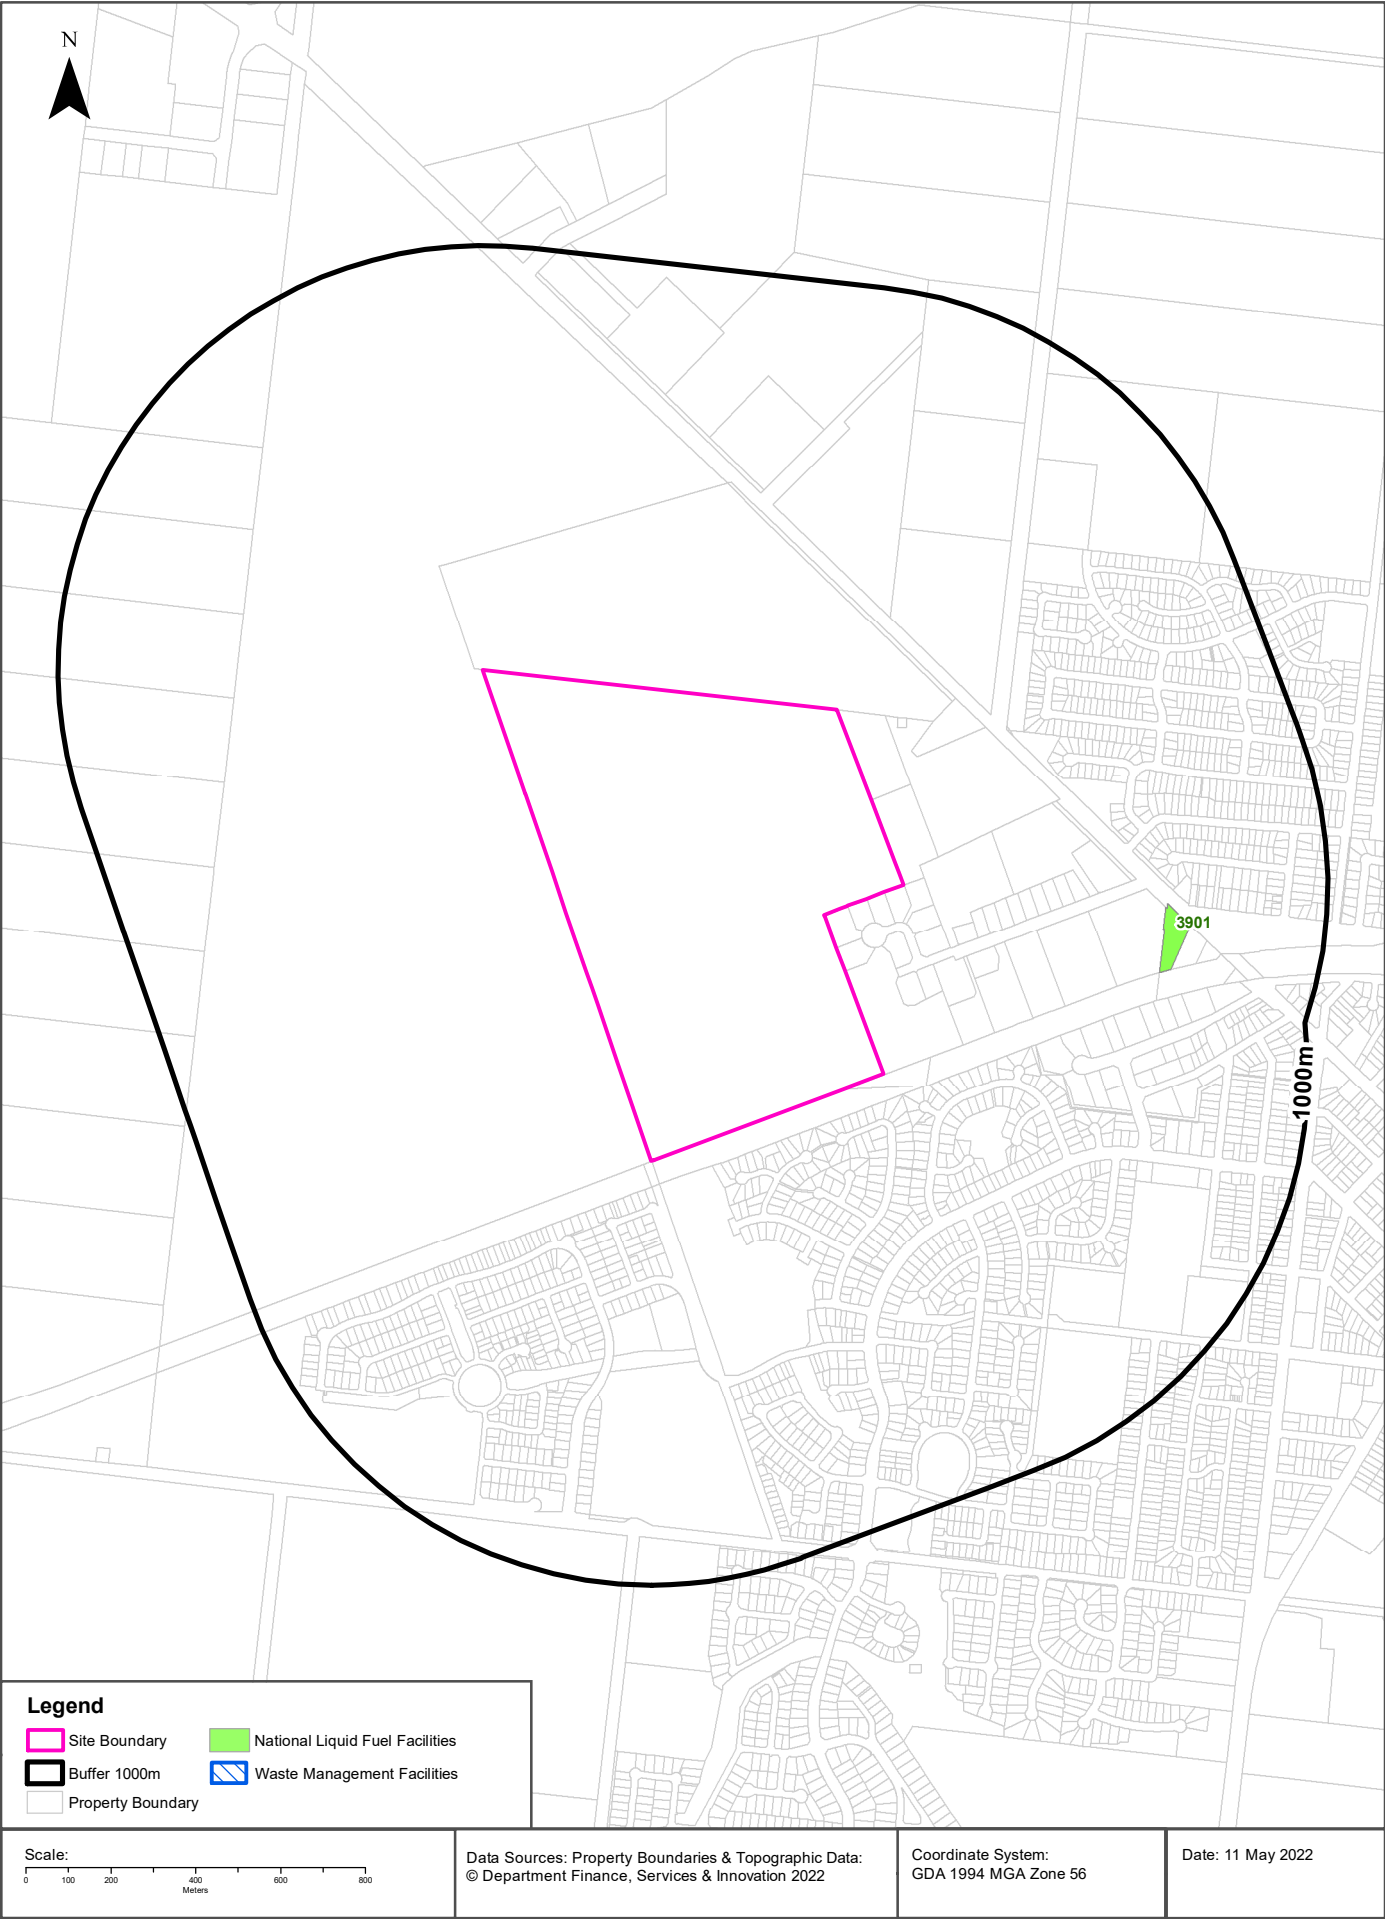 N
3901
1000m
Legend
Site Boundary
National Liquid Fuel Facilities
Buffer 1000m
Waste Management Facilities
Property Boundary
Scale:
0 100 200 400 600 800
Meters
Data Sources: Property Boundaries & Topographic Data:
© Department Finance, Services & Innovation 2022
Coordinate System:
GDA 1994 MGA Zone 56
Date: 11 May 2022